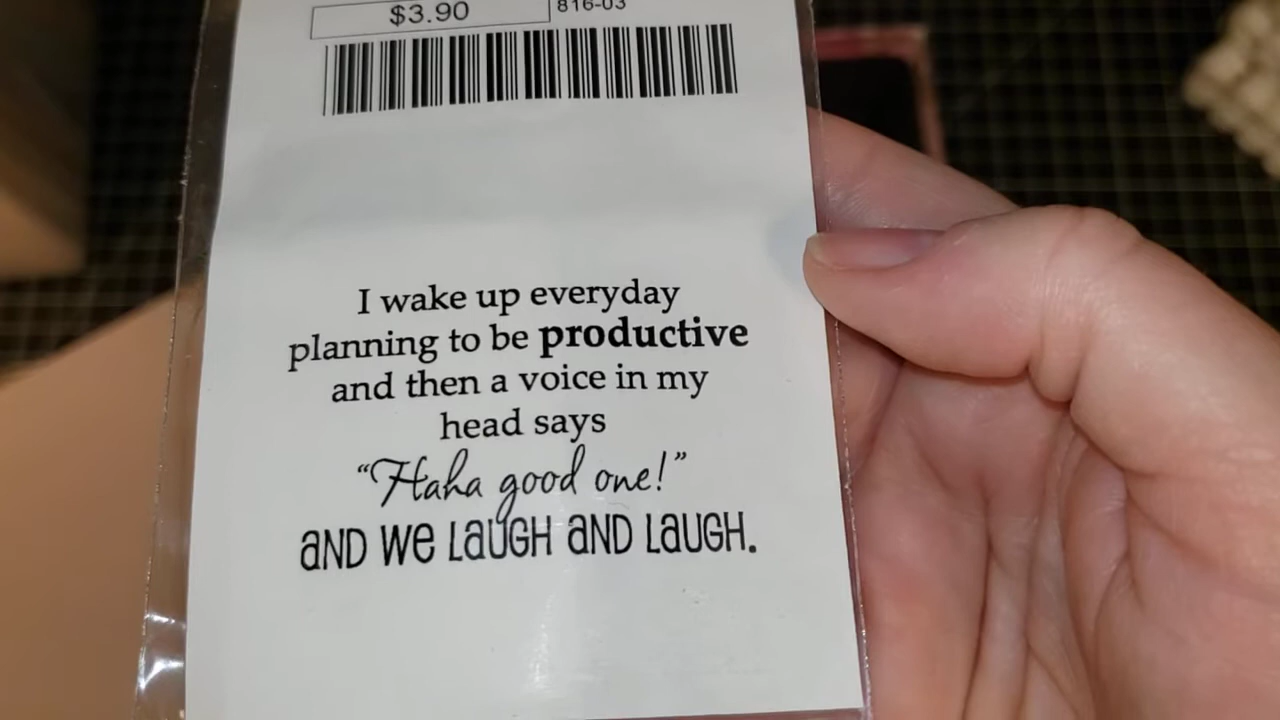 $3.90
816-03
I wake up everyday
planning to be productive
and then a voice in my
head says
“Haha good one!”
aND We LaUGH aND LaUGH.